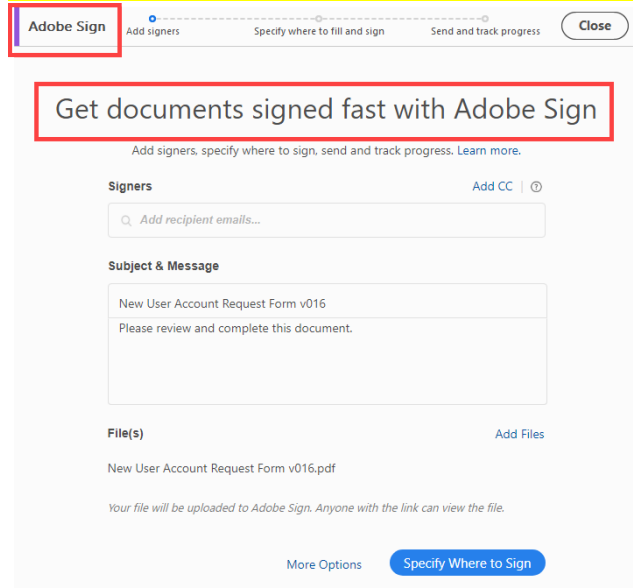 Adobe Sign
Add signers
Specify where to fill and sign
Send and track progress
Close
Get documents signed fast with Adobe Sign
Add signers, specify where to sign, send and track progress. Learn more.
Signers
Add CC | ?
Add recipient emails...
Subject & Message
New User Account Request Form v016
Please review and complete this document.
File(s)
Add Files
New User Account Request Form v016.pdf
Your file will be uploaded to Adobe Sign. Anyone with the link can view the file.
More Options
Specify Where to Sign